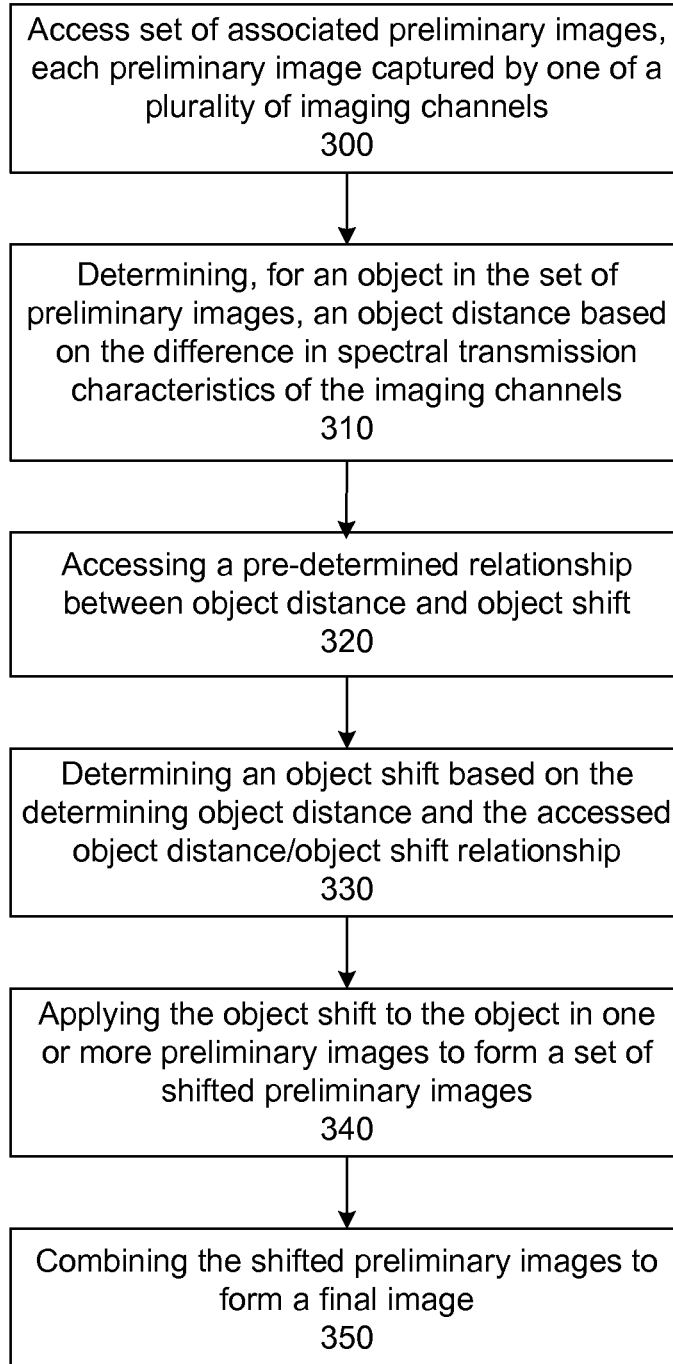 Access set of associated preliminary images,
each preliminary image captured by one of a
plurality of imaging channels
300
Determining, for an object in the set of
preliminary images, an object distance based
on the difference in spectral transmission
characteristics of the imaging channels
310
Accessing a pre-determined relationship
between object distance and object shift
320
Determining an object shift based on the
determining object distance and the accessed
object distance/object shift relationship
330
Applying the object shift to the object in one
or more preliminary images to form a set of
shifted preliminary images
340
Combining the shifted preliminary images to
form a final image
350